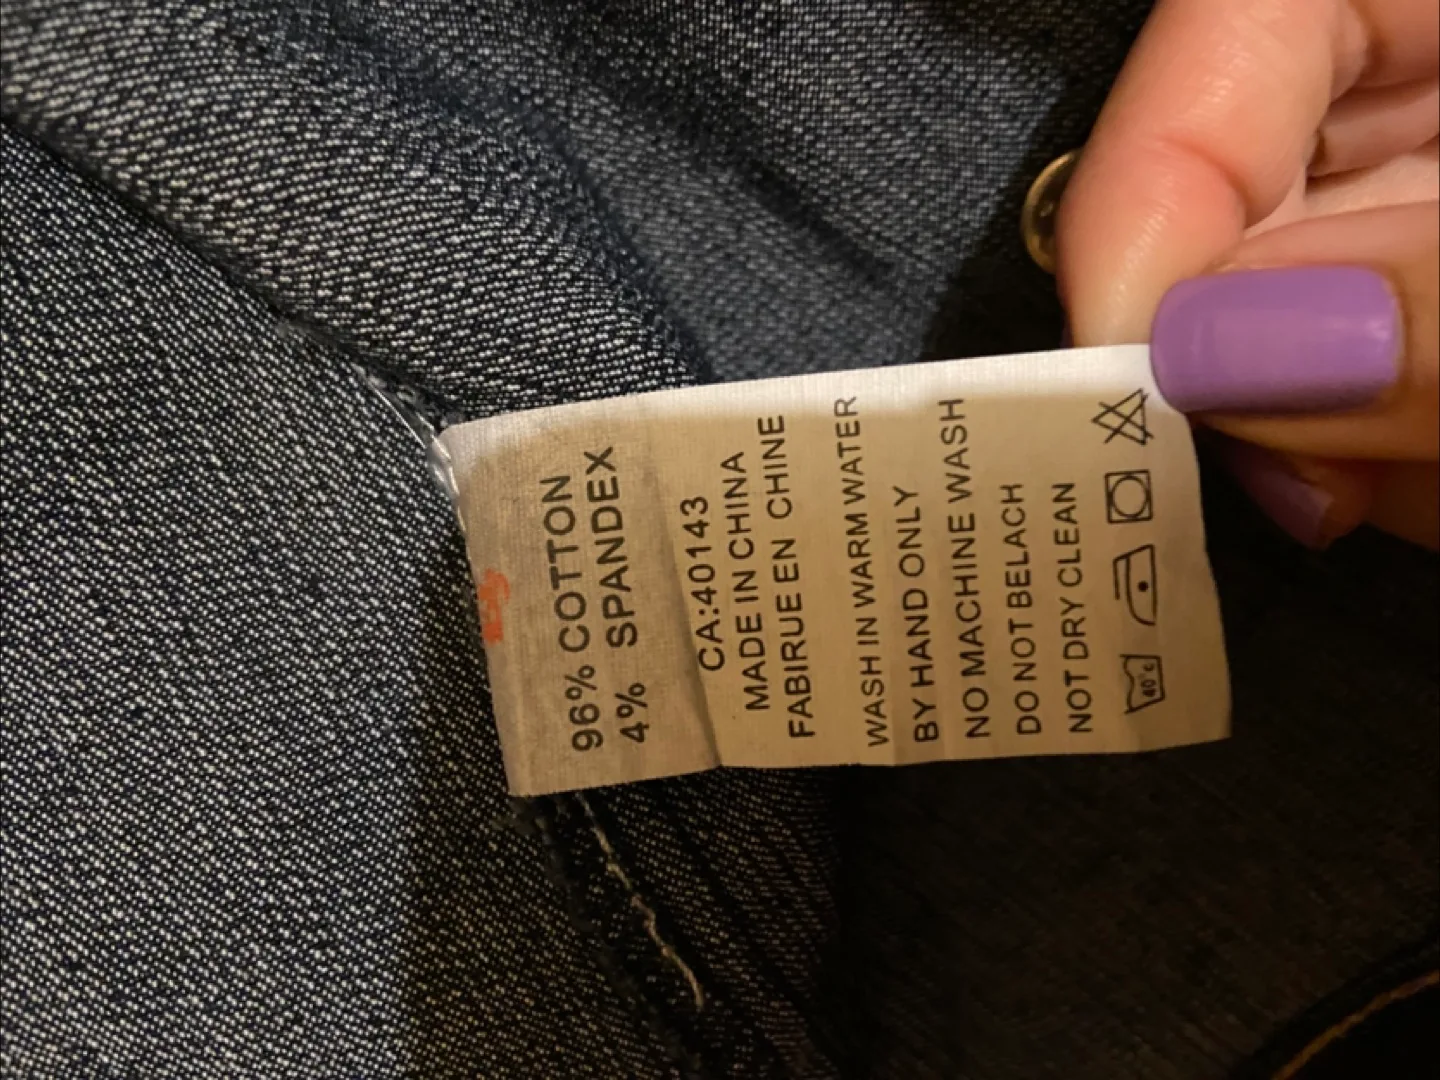 96% COTTON
4% SPANDEX
CA:40143
MADE IN CHINA
FABIRUE EN CHINE
WASH IN WARM WATER
BY HAND ONLY
NO MACHINE WASH
DO NOT BELACH
NOT DRY CLEAN
40°c